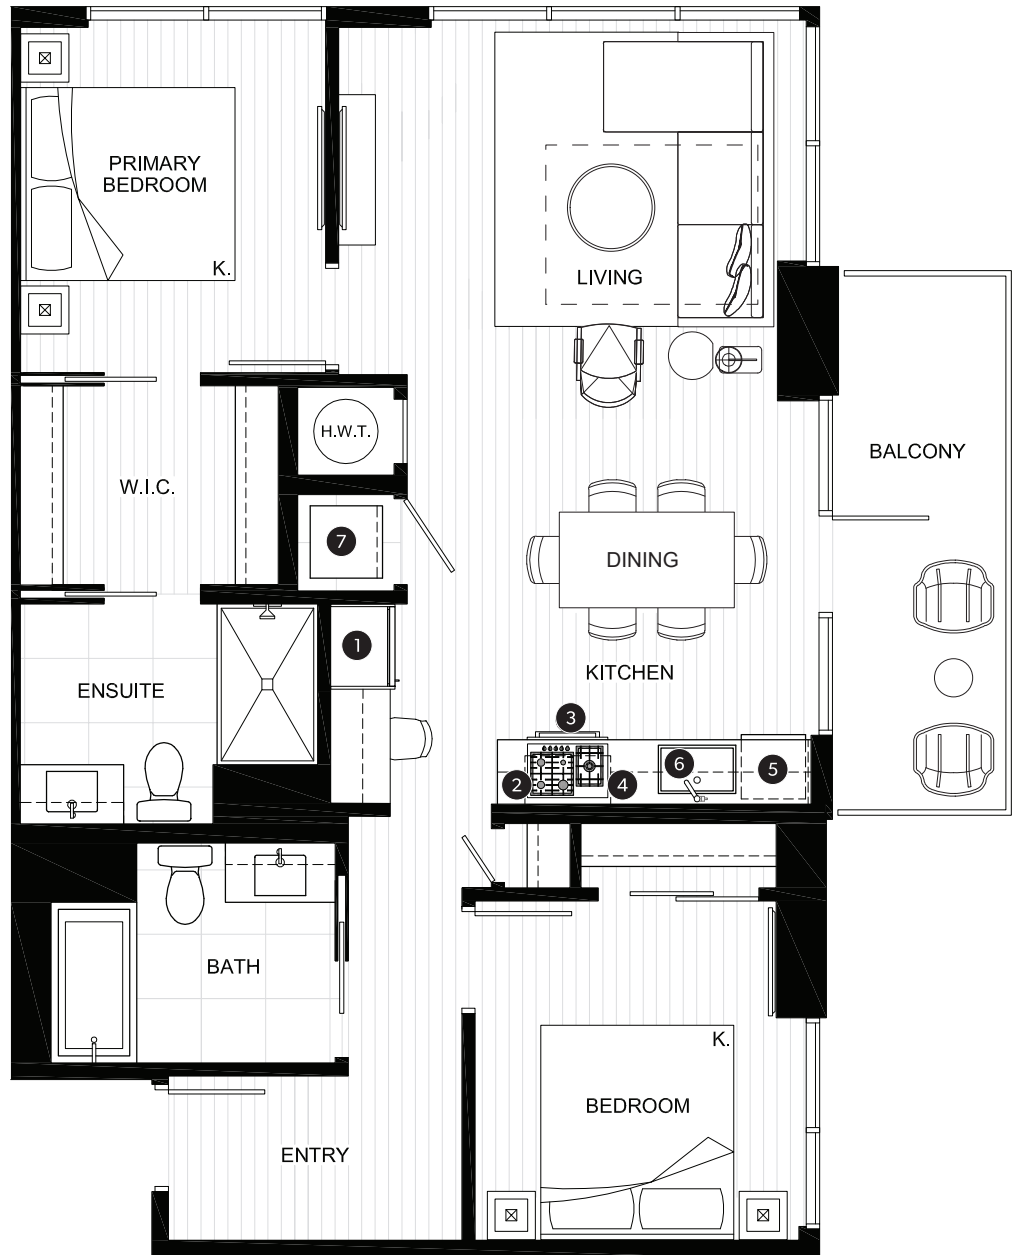 PRIMARY
BEDROOM
K.
LIVING
H.W.T.
BALCONY
W.I.C.
7
DINING
1
KITCHEN
ENSUITE
3
2
4
6
5
BATH
K.
BEDROOM
ENTRY